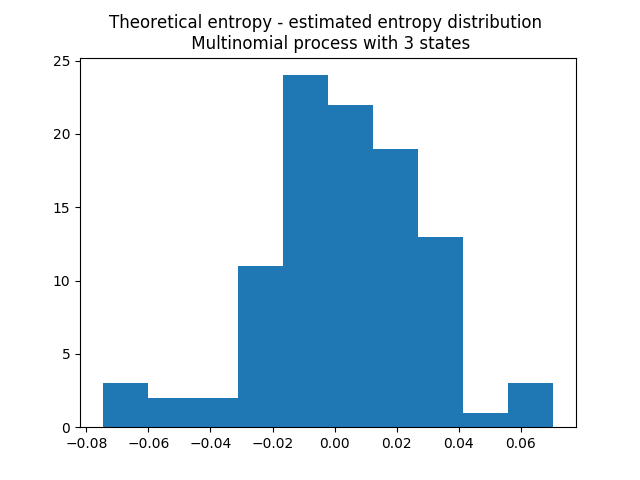 Theoretical entropy - estimated entropy distribution
Multinomial process with 3 states
25
20
15
10
5
0
−0.08 −0.06 −0.04 −0.02 0.00 0.02 0.04 0.06